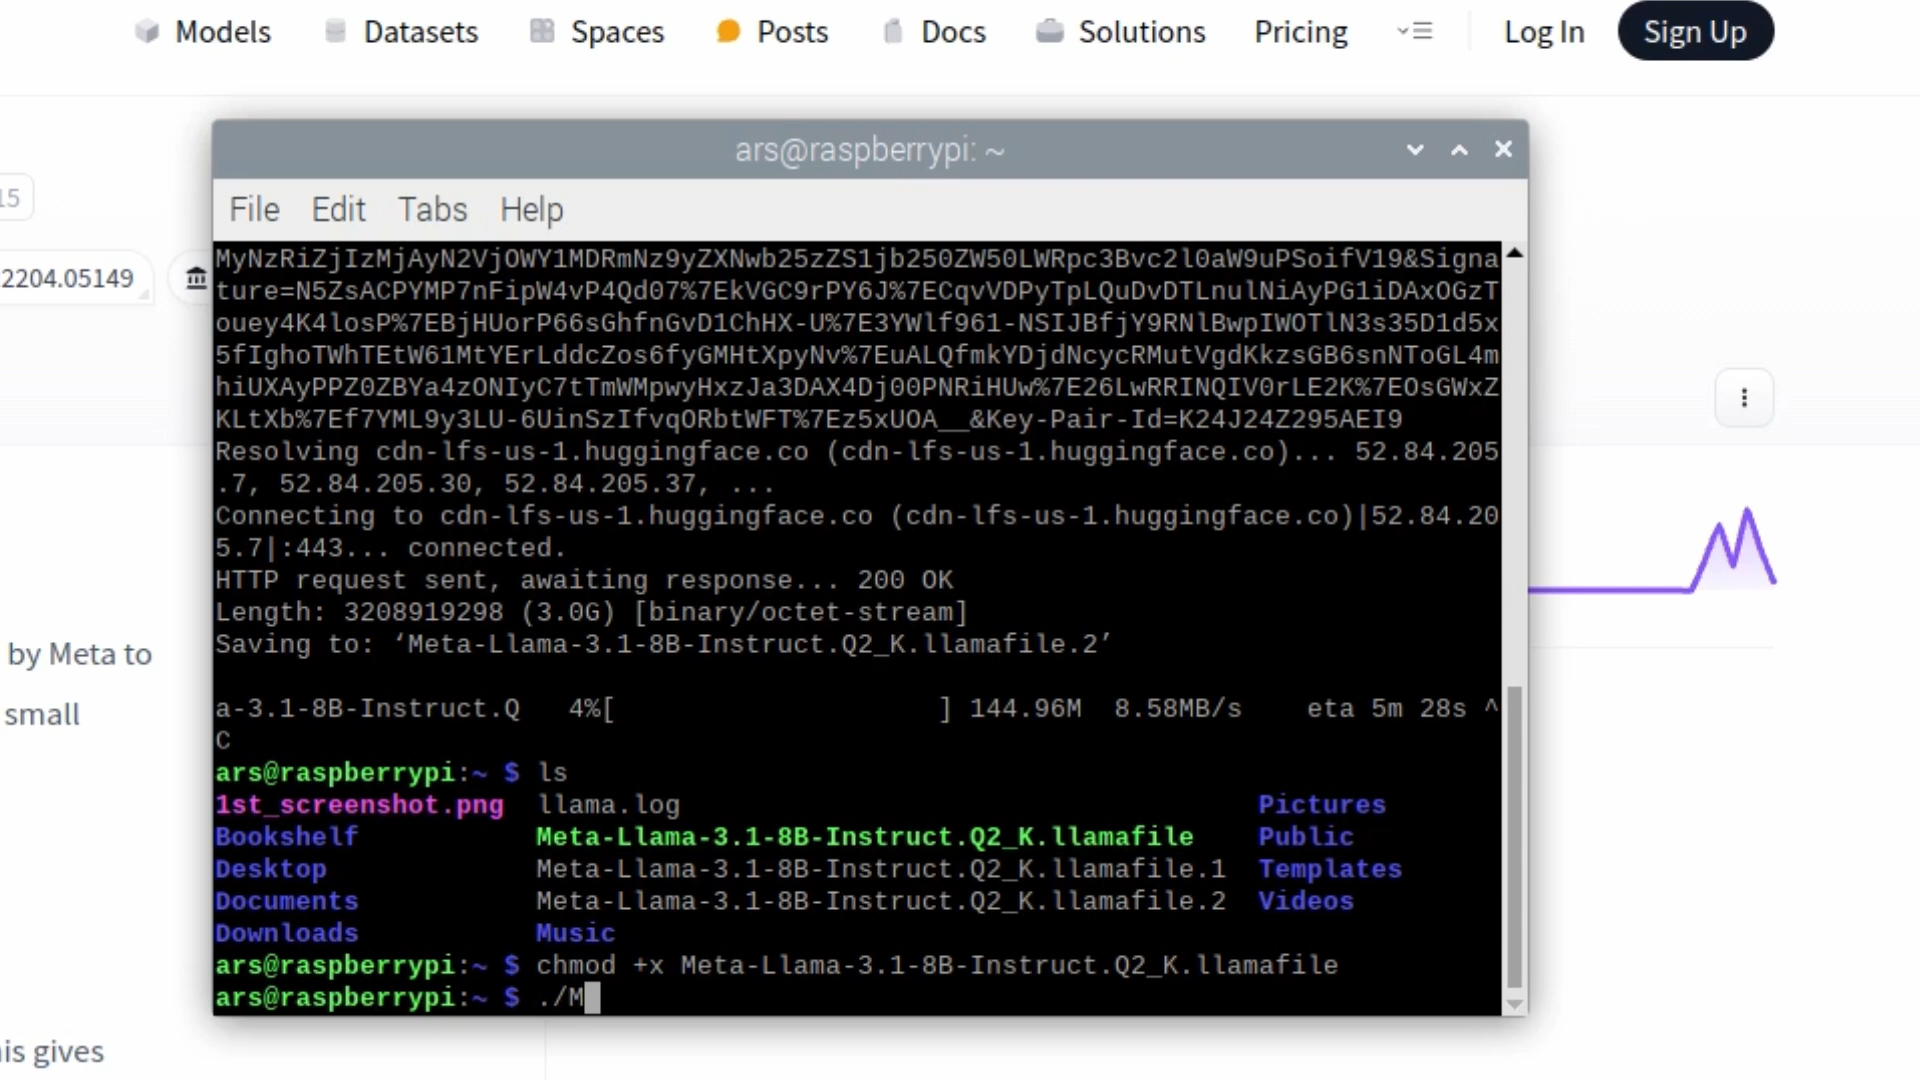 Models Datasets Spaces Posts Docs Solutions Pricing Log In Sign Up
ars@raspberrypi: ~
File Edit Tabs Help
15
2204.05149
by Meta to
small
is gives
MyNzRiZjIzMjAyN2VjOWY1MDRmNz9yZXNwb25zZS1jb250ZW50LWRpc3Bvc2l0aW9uPSoifV19&Signa
ture=N5ZsACPYMP7nFipW4vP4Qd07%7EkVGC9rPY6J%7ECqvVDPyTpLQuDvDTLnulNiAyPG1iDAxOGzT
ouey4K4losP%7EBjHUorP66sGhfnGvD1ChHX-U%7E3YWlf961-NSIJBfjY9RNlBwpIWOTlN3s35D1d5x
5fIghoTWhTEtW61MtYErLddcZos6fyGMHtXpyNv%7EuALQfmkYDjdNcycRMutVgdKkzsGB6snNToGL4m
hiUXAyPPZ0ZBYa4zONIyC7tTmWMpwyHxzJa3DAX4Dj00PNRiHUw%7E26LwRRINQIV0rLE2K%7EOsGWxZ
KLtXb%7Ef7YML9y3LU-6UinSzIfvqORbtWFT%7Ez5xUOA__&Key-Pair-Id=K24J24Z295AEI9
Resolving cdn-lfs-us-1.huggingface.co (cdn-lfs-us-1.huggingface.co)... 52.84.205
.7, 52.84.205.30, 52.84.205.37, ...
Connecting to cdn-lfs-us-1.huggingface.co (cdn-lfs-us-1.huggingface.co)|52.84.20
5.7|:443... connected.
HTTP request sent, awaiting response... 200 OK
Length: 3208919298 (3.0G) [binary/octet-stream]
Saving to: ‘Meta-Llama-3.1-8B-Instruct.Q2_K.llamafile.2’
a-3.1-8B-Instruct.Q 4%[ ] 144.96M 8.58MB/s eta 5m 28s ^
C
ars@raspberrypi:~ $ ls
1st_screenshot.png llama.log Pictures
Bookshelf Meta-Llama-3.1-8B-Instruct.Q2_K.llamafile Public
Desktop Meta-Llama-3.1-8B-Instruct.Q2_K.llamafile.1 Templates
Documents Meta-Llama-3.1-8B-Instruct.Q2_K.llamafile.2 Videos
Downloads Music
ars@raspberrypi:~ $ chmod +x Meta-Llama-3.1-8B-Instruct.Q2_K.llamafile
ars@raspberrypi:~ $ ./M